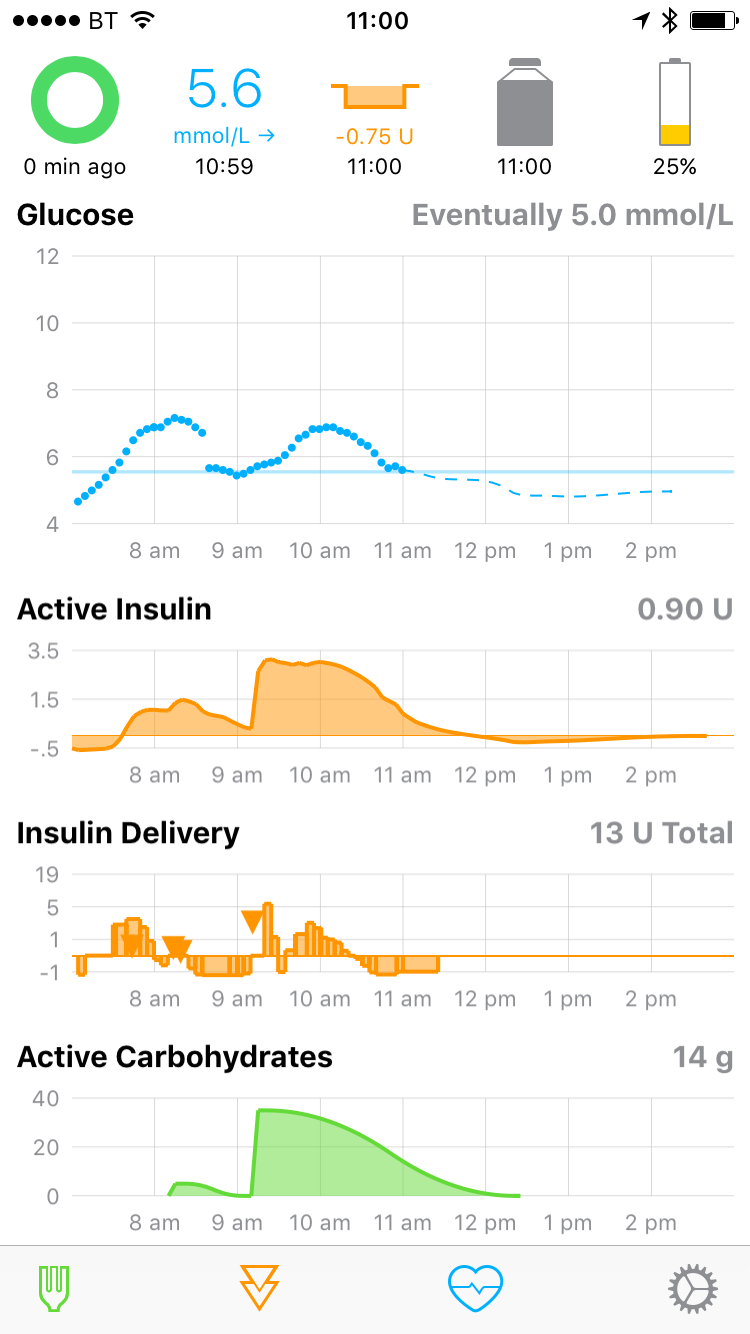 BT 11:00
5.6
mmol/L → -0.75 U
0 min ago 10:59 11:00 11:00 25%
Glucose Eventually 5.0 mmol/L
12
10
8
6
4
8 am 9 am 10 am 11 am 12 pm 1 pm 2 pm
Active Insulin 0.90 U
3.5
1.5
-.5
8 am 9 am 10 am 11 am 12 pm 1 pm 2 pm
Insulin Delivery 13 U Total
19
5
1
-1
8 am 9 am 10 am 11 am 12 pm 1 pm 2 pm
Active Carbohydrates 14 g
40
20
0
8 am 9 am 10 am 11 am 12 pm 1 pm 2 pm